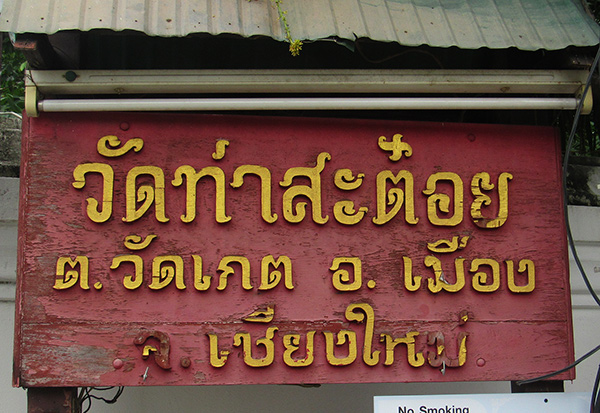 วัดท่าสะต๋อย
ต.วัดเกต อ. เมือง
จ. เชียงใหม่
No Smoking